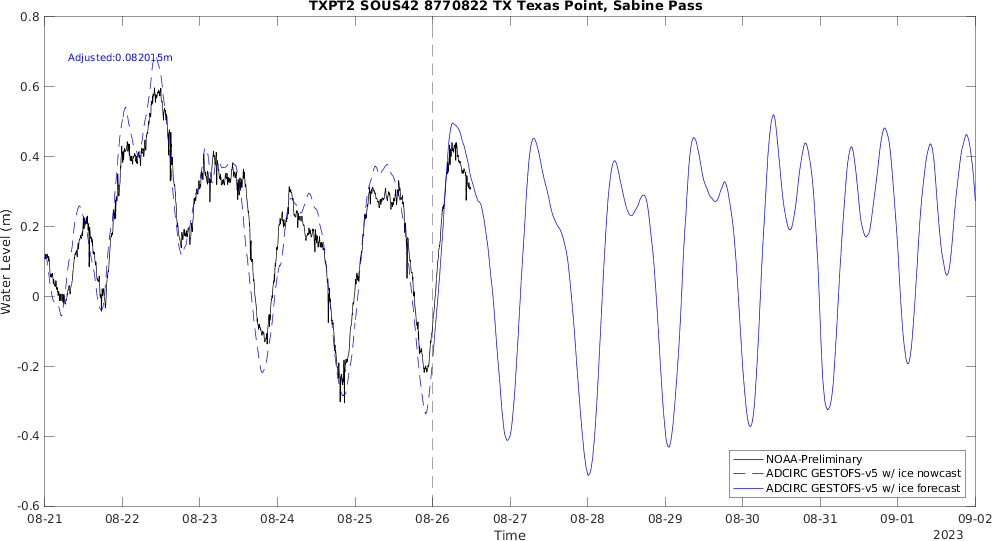 TXPT2 SOUS42 8770822 TX Texas Point, Sabine Pass
Adjusted:0.082015m
Water Level (m)
0.8
0.6
0.4
0.2
0
-0.2
-0.4
-0.6
NOAA-Preliminary
ADCIRC GESTOFS-v5 w/ ice nowcast
ADCIRC GESTOFS-v5 w/ ice forecast
08-21 08-22 08-23 08-24 08-25 08-26 08-27 08-28 08-29 08-30 08-31 09-01 09-02
Time
2023